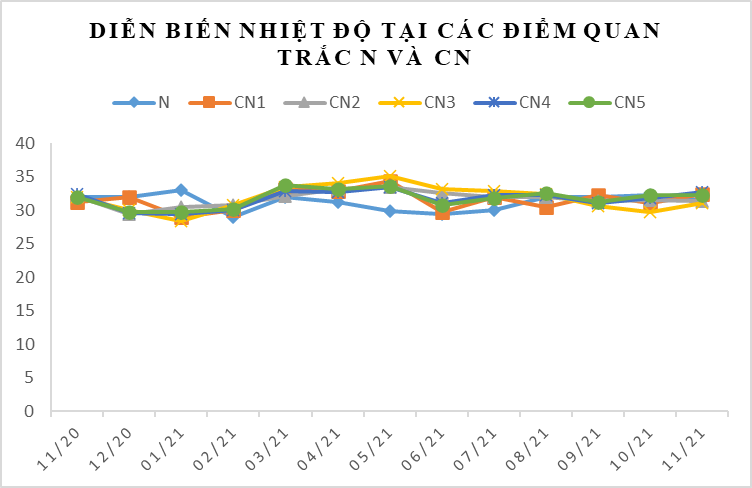 DIỄN BIẾN NHIỆT ĐỘ TẠI CÁC ĐIỂM QUAN
TRẮC N VÀ CN
N CN1 CN2 CN3 CN4 CN5
40
35
30
25
20
15
10
5
0
11/20 12/20 01/21 02/21 03/21 04/21 05/21 06/21 07/21 08/21 09/21 10/21 11/21